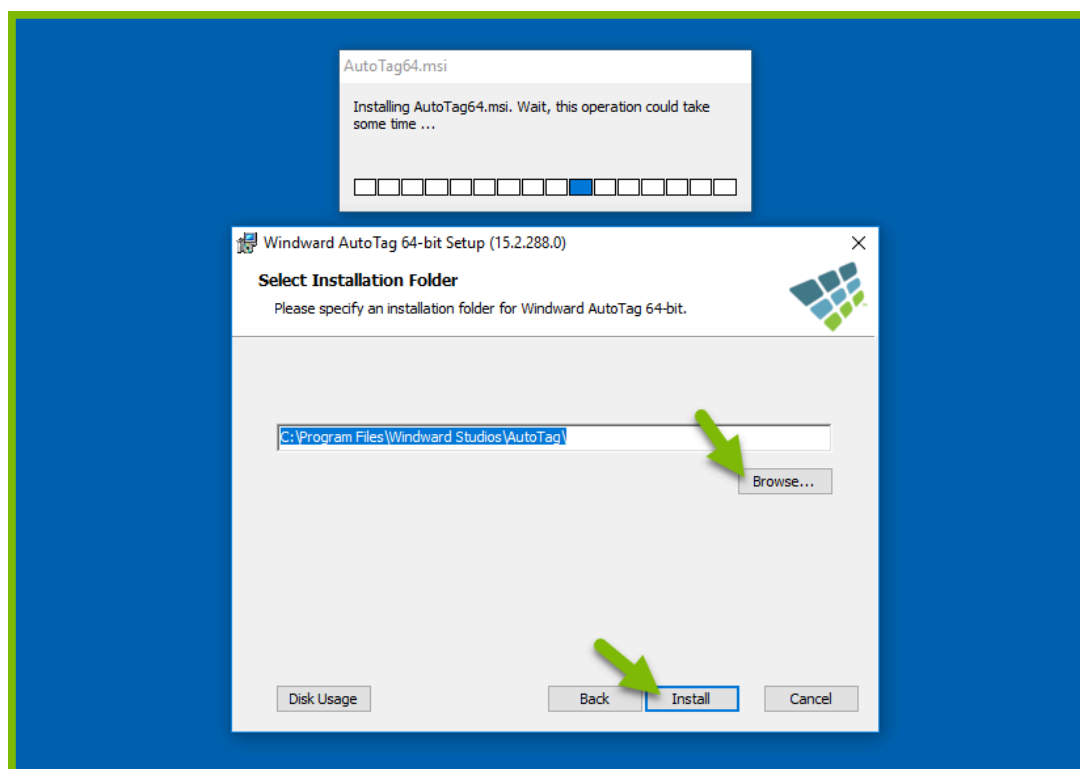 AutoTag64.msi
Installing AutoTag64.msi. Wait, this operation could take
some time ...
Windward AutoTag 64-bit Setup (15.2.288.0)
Select Installation Folder
Please specify an installation folder for Windward AutoTag 64-bit.
C:\Program Files\Windward Studios\AutoTag\
Browse...
Disk Usage
Back
Install
Cancel